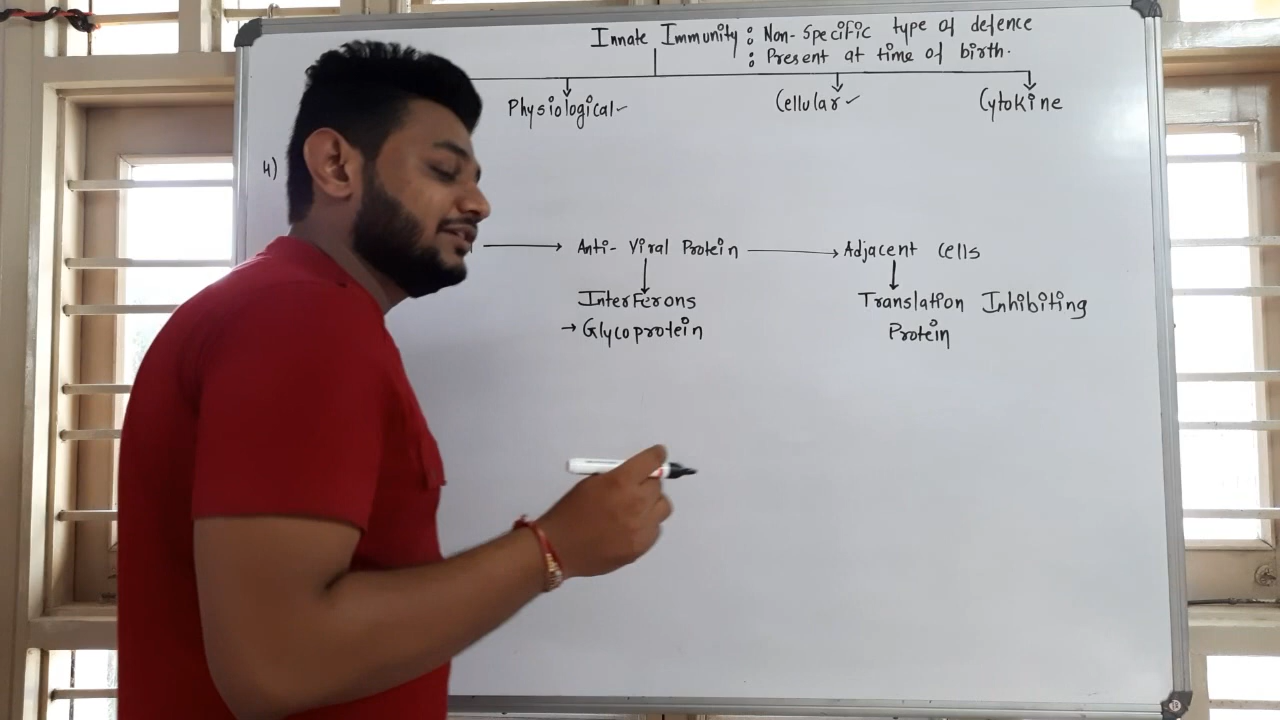 Innate Immunity : Non-Specific type of defence
: Present at time of birth.
Physiological ✓ Cellular ✓ Cytokine
4)
→ Anti-Viral Protein → Adjacent Cells
Interferons Translation Inhibiting
→ Glycoprotein Protein